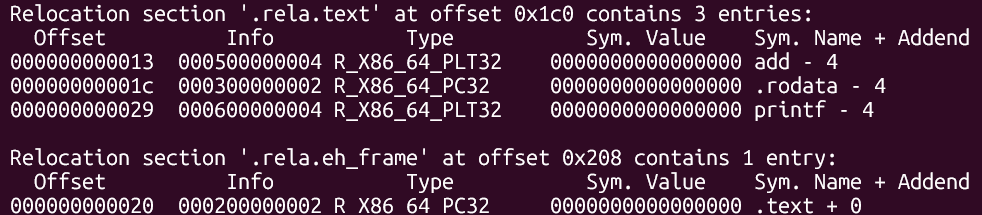 Relocation section '.rela.text' at offset 0x1c0 contains 3 entries:
  Offset          Info           Type           Sym. Value    Sym. Name + Addend
000000000013  000500000004 R_X86_64_PLT32    0000000000000000 add - 4
00000000001c  000300000002 R_X86_64_PC32     0000000000000000 .rodata - 4
000000000029  000600000004 R_X86_64_PLT32    0000000000000000 printf - 4

Relocation section '.rela.eh_frame' at offset 0x208 contains 1 entry:
  Offset          Info           Type           Sym. Value    Sym. Name + Addend
000000000020  000200000002 R_X86_64_PC32     0000000000000000 .text + 0